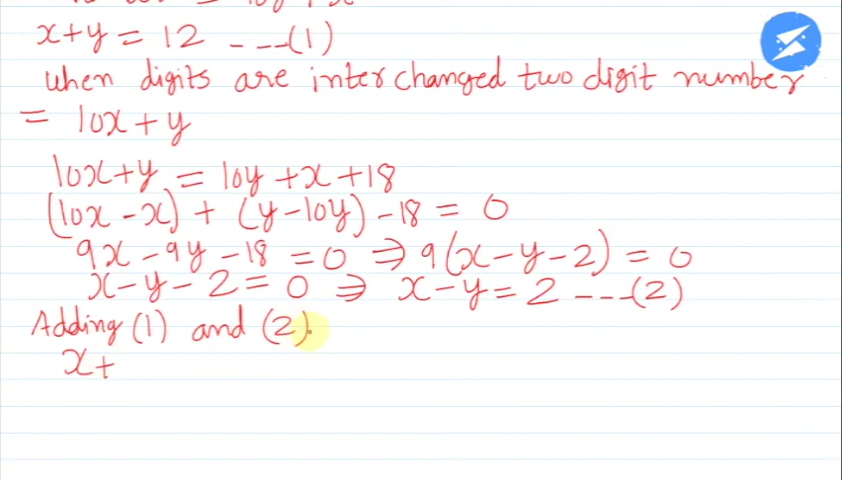 x+y = 12 - - - (1)
when digits are interchanged two digit number
= 10x+y
10x+y = 10y +x+18
(10x -x) + (y-10y) -18 = 0
9x -9y -18 = 0 ⇒ 9(x-y-2) = 0
x-y-2 = 0 ⇒ x-y = 2 - - - (2)
Adding (1) and (2).
x+